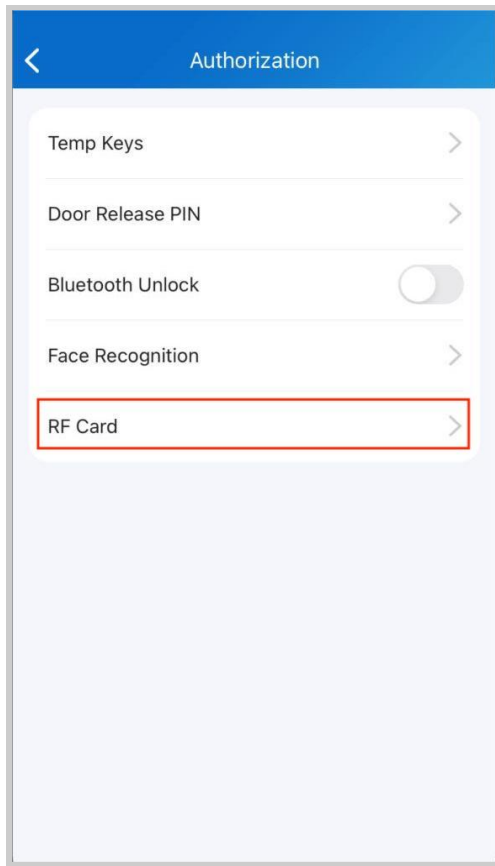 Authorization
Temp Keys
Door Release PIN
Bluetooth Unlock
Face Recognition
RF Card